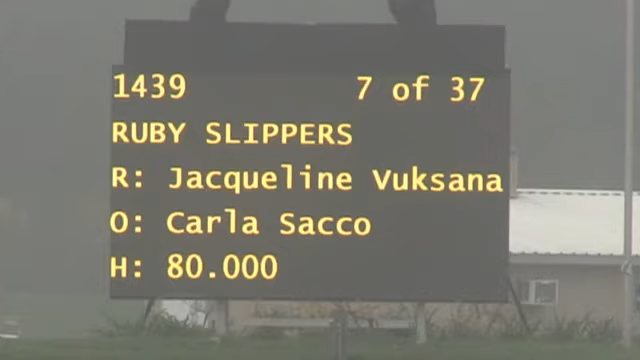 1439 7 of 37
RUBY SLIPPERS
R: Jacqueline Vuksana
O: Carla Sacco
H: 80.000